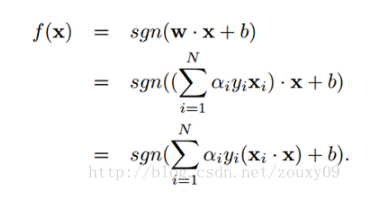 f(x) = sgn(w · x + b)
= sgn((∑_{i=1}^{N} α_i y_i x_i) · x + b)
= sgn(∑_{i=1}^{N} α_i y_i (x_i · x) + b).
http://blog.csdn.net/zouxy09